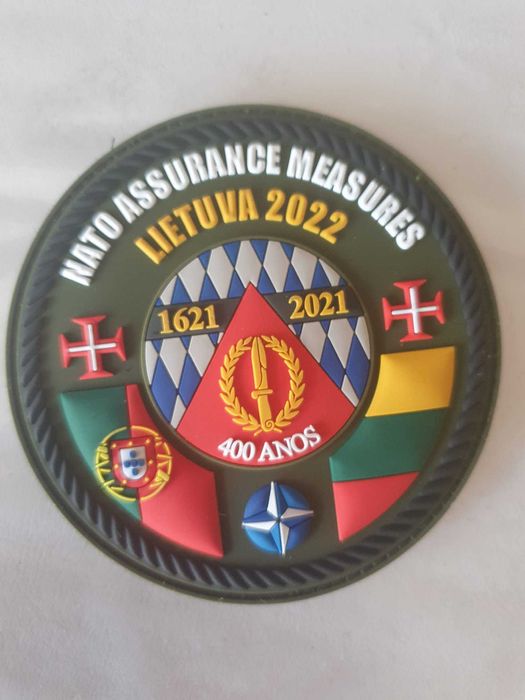 NATO ASSURANCE MEASURES
LIETUVA 2022
1621 2021
400 ANOS